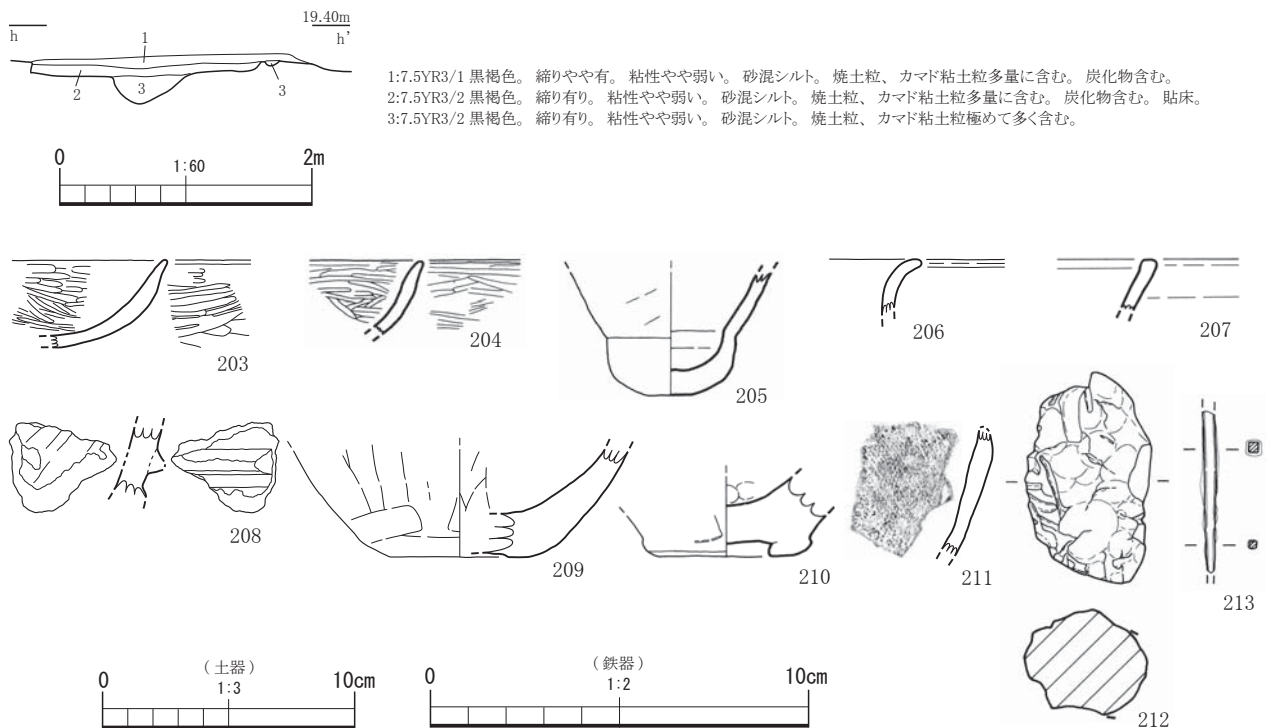 19.40m
h h’
1
2 3 3
1:7.5YR3/1 黒褐色。 締りやや有。 粘性やや弱い。 砂混シルト。 焼土粒、 カマド粘土粒多量に含む。 炭化物含む。
2:7.5YR3/2 黒褐色。 締り有り。 粘性やや弱い。 砂混シルト。 焼土粒、 カマド粘土粒多量に含む。 炭化物含む。 貼床。
3:7.5YR3/2 黒褐色。 締り有り。 粘性やや弱い。 砂混シルト。 焼土粒、 カマド粘土粒極めて多く含む。
0 1:60 2m
203
204
205
206
207
208
209
210
211
212
213
(土器)
0 1:3 10cm
(鉄器)
0 1:2 10cm